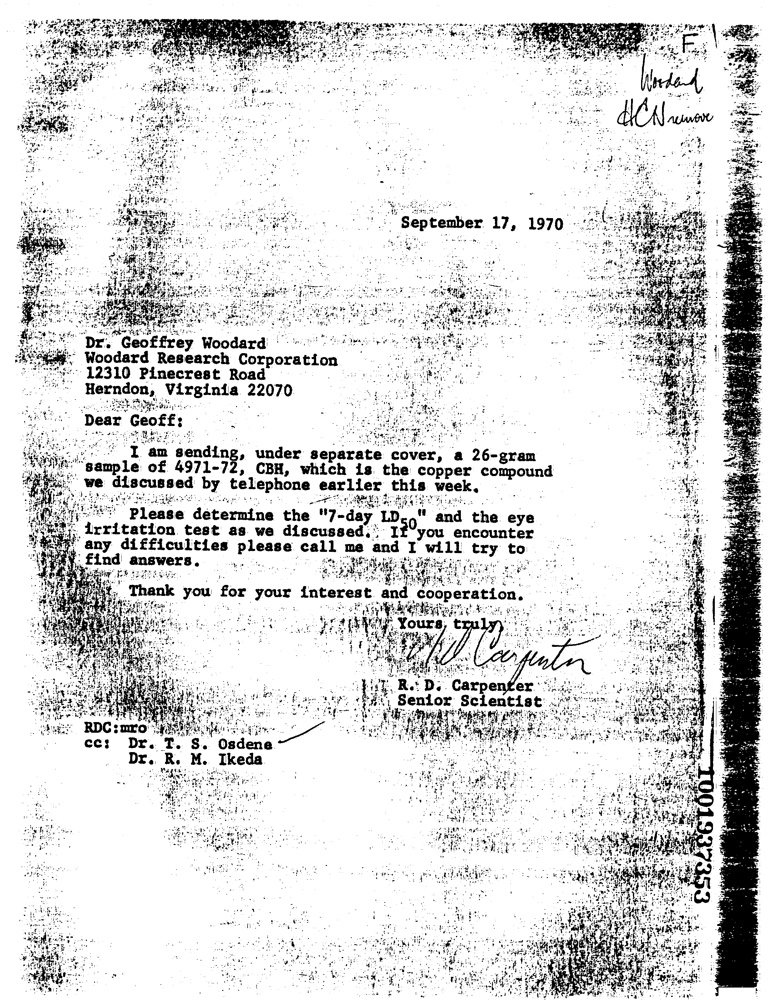 F
Woodard
HCN remove
September 17, 1970
Dr. Geoffrey Woodard
Woodard Research Corporation
12310 Pinecrest Road
Herndon, Virginia 22070
Dear Geoff:
I am sending, under separate cover, a 26-gram
sample of 4971-72, CBH, which is the copper compound
we discussed by telephone earlier this week.
Please determine the "7-day LD50" and the eye
irritation test as we discussed. If you encounter
any difficulties please call me and I will try to
find answers.
Thank you for your interest and cooperation.
Yours truly,
Carpenter
R. D. Carpenter
Senior Scientist
RDC:mro
cc: Dr. T. S. Osdene
Dr. R. M. Ikeda
1001937353